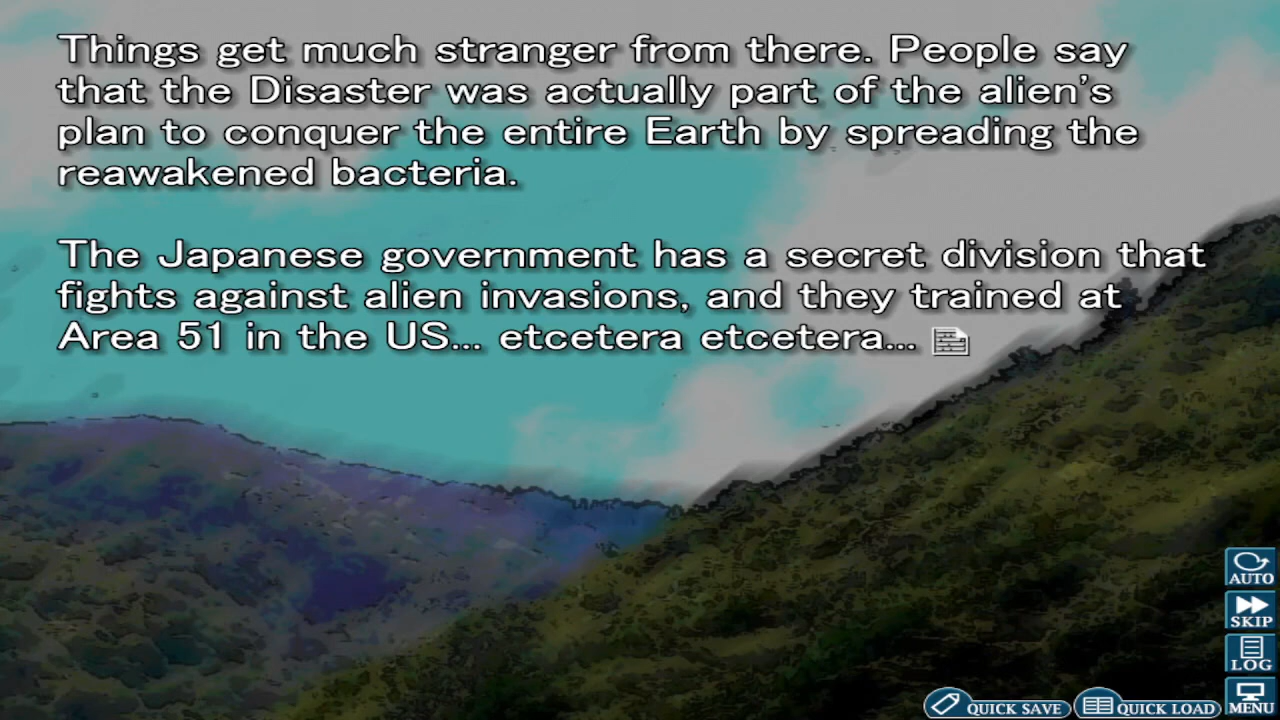 Things get much stranger from there. People say
that the Disaster was actually part of the alien's
plan to conquer the entire Earth by spreading the
reawakened bacteria.
The Japanese government has a secret division that
fights against alien invasions, and they trained at
Area 51 in the US... etcetera etcetera...
AUTO
SKIP
LOG
MENU
QUICK SAVE
QUICK LOAD